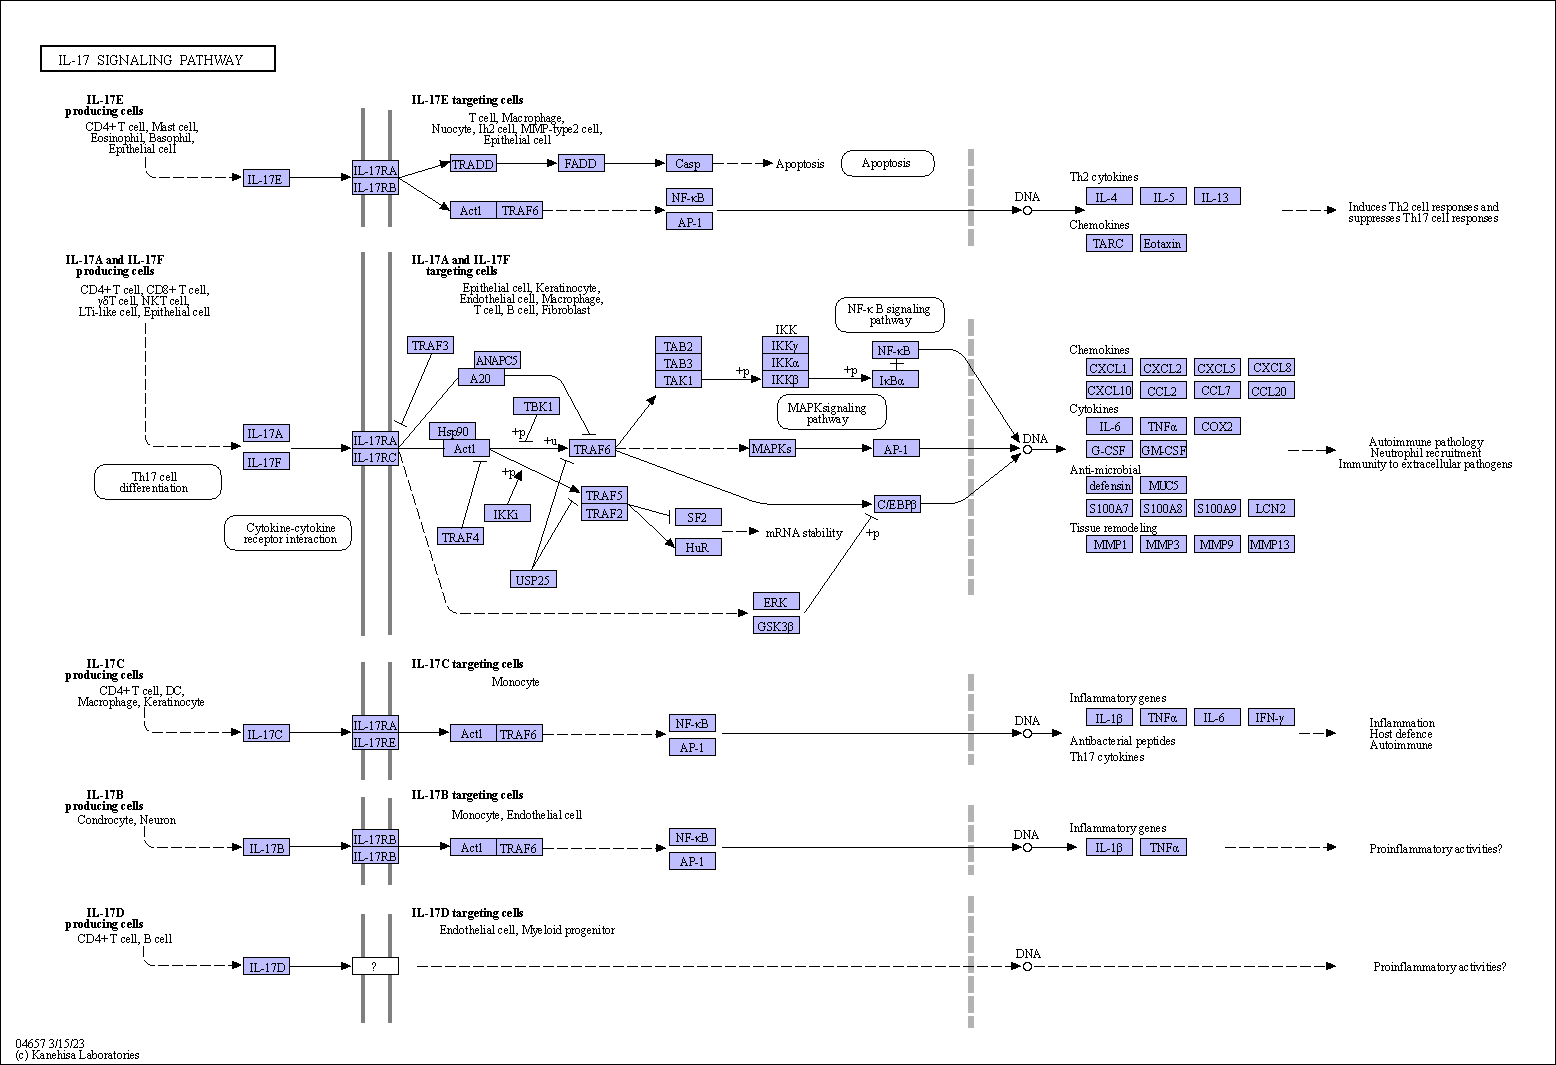 IL-17 SIGNALING PATHWAY
IL-17E
producing cells
CD4+ T cell, Mast cell,
Eosinophil, Basophil,
Epithelial cell
IL-17E
IL-17RA
IL-17RB
IL-17E targeting cells
T cell, Macrophage,
Nuocyte, Ih2 cell, MMP-type2 cell,
Epithelial cell
TRADD
FADD
Casp
Apoptosis
Apoptosis
Act1
TRAF6
NF-κB
AP-1
DNA
Th2 cytokines
IL-4
IL-5
IL-13
Chemokines
TARC
Eotaxin
Induces Th2 cell responses and
suppresses Th17 cell responses
IL-17A and IL-17F
producing cells
CD4+ T cell, CD8+ T cell,
γδT cell, NKT cell,
LTi-like cell, Epithelial cell
IL-17A
IL-17F
Th17 cell
differentiation
Cytokine-cytokine
receptor interaction
IL-17RA
IL-17RC
IL-17A and IL-17F
targeting cells
Epithelial cell, Keratinocyte,
Endothelial cell, Macrophage,
T cell, B cell, Fibroblast
TRAF3
ANAPC5
A20
TBK1
Hsp90
Act1
+p
+u
TRAF6
+p
IKKi
TRAF4
USP25
TRAF5
TRAF2
SF2
HuR
mRNA stability
TAB2
TAB3
TAK1
+p
IKK
IKKγ
IKKα
IKKβ
+p
NF-κB
IκBα
NF-κ B signaling
pathway
MAPK signaling
pathway
MAPKs
AP-1
C/EBPβ
+p
ERK
GSK3β
DNA
Chemokines
CXCL1
CXCL2
CXCL5
CXCL8
CXCL10
CCL2
CCL7
CCL20
Cytokines
IL-6
TNFα
COX2
G-CSF
GM-CSF
Anti-microbial
defensin
MUC5
S100A7
S100A8
S100A9
LCN2
Tissue remodeling
MMP1
MMP3
MMP9
MMP13
Autoimmune pathology
Neutrophil recruitment
Immunity to extracellular pathogens
IL-17C
producing cells
CD4+ T cell, DC,
Macrophage, Keratinocyte
IL-17C
IL-17RA
IL-17RE
IL-17C targeting cells
Monocyte
Act1
TRAF6
NF-κB
AP-1
DNA
Inflammatory genes
IL-1β
TNFα
IL-6
IFN-γ
Antibacterial peptides
Th17 cytokines
Inflammation
Host defence
Autoimmune
IL-17B
producing cells
Condrocyte, Neuron
IL-17B
IL-17RB
IL-17RB
IL-17B targeting cells
Monocyte, Endothelial cell
Act1
TRAF6
NF-κB
AP-1
DNA
Inflammatory genes
IL-1β
TNFα
Proinflammatory activities?
IL-17D
producing cells
CD4+ T cell, B cell
IL-17D
?
IL-17D targeting cells
Endothelial cell, Myeloid progenitor
DNA
Proinflammatory activities?
04657 3/15/23
(c) Kanehisa Laboratories